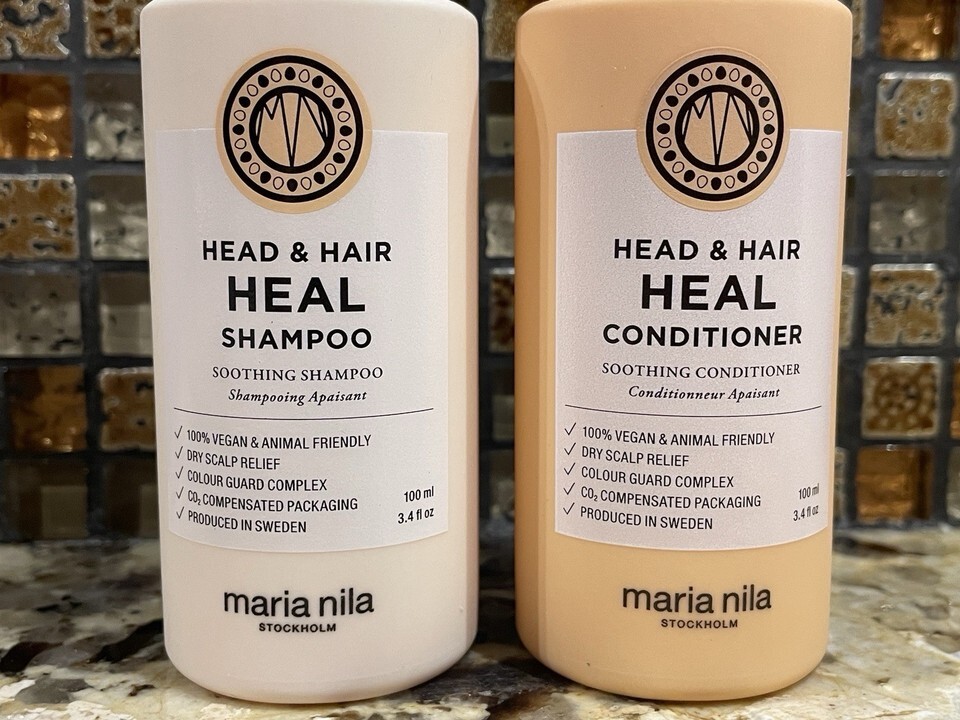 HEAD & HAIR
HEAL
SHAMPOO
SOOTHING SHAMPOO
Shampooing Apaisant
✓ 100% VEGAN & ANIMAL FRIENDLY
✓ DRY SCALP RELIEF
✓ COLOUR GUARD COMPLEX
✓ CO₂ COMPENSATED PACKAGING
✓ PRODUCED IN SWEDEN
100 ml
3.4 fl oz
maria nila
STOCKHOLM
HEAD & HAIR
HEAL
CONDITIONER
SOOTHING CONDITIONER
Conditionneur Apaisant
✓ 100% VEGAN & ANIMAL FRIENDLY
✓ DRY SCALP RELIEF
✓ COLOUR GUARD COMPLEX
✓ CO₂ COMPENSATED PACKAGING
✓ PRODUCED IN SWEDEN
100 ml
3.4 fl oz
maria nila
STOCKHOLM